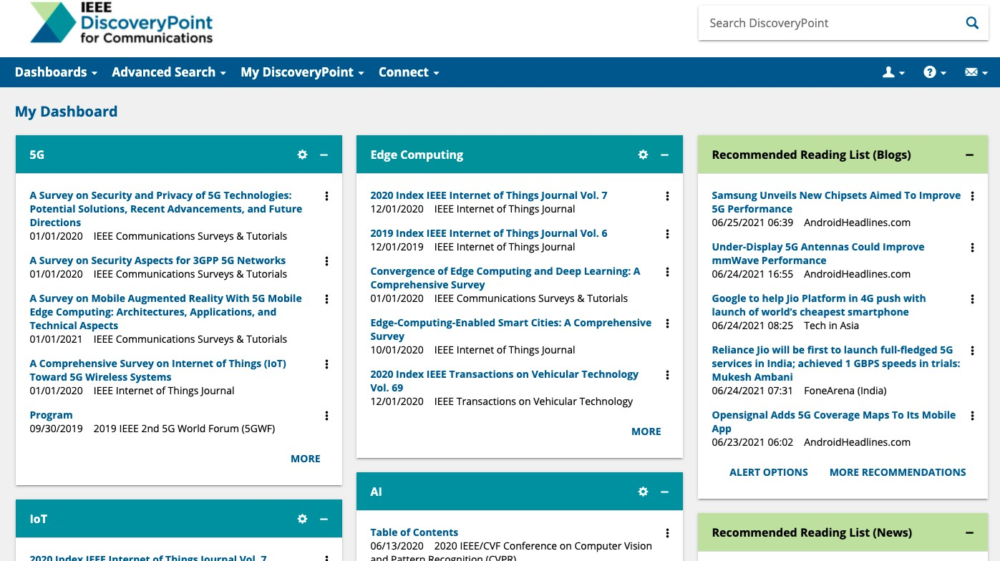 IEEE
DiscoveryPoint
for Communications
Search DiscoveryPoint
Dashboards
Advanced Search
My DiscoveryPoint
Connect
My Dashboard
5G
A Survey on Security and Privacy of 5G Technologies:
Potential Solutions, Recent Advancements, and Future
Directions
01/01/2020 IEEE Communications Surveys & Tutorials
A Survey on Security Aspects for 3GPP 5G Networks
01/01/2020 IEEE Communications Surveys & Tutorials
A Survey on Mobile Augmented Reality With 5G Mobile
Edge Computing: Architectures, Applications, and
Technical Aspects
01/01/2021 IEEE Communications Surveys & Tutorials
A Comprehensive Survey on Internet of Things (IoT)
Toward 5G Wireless Systems
01/01/2020 IEEE Internet of Things Journal
Program
09/30/2019 2019 IEEE 2nd 5G World Forum (5GWF)
MORE
IoT
2020 Index IEEE Internet of Things Journal Vol. 7
Edge Computing
2020 Index IEEE Internet of Things Journal Vol. 7
12/01/2020 IEEE Internet of Things Journal
2019 Index IEEE Internet of Things Journal Vol. 6
12/01/2019 IEEE Internet of Things Journal
Convergence of Edge Computing and Deep Learning: A
Comprehensive Survey
01/01/2020 IEEE Communications Surveys & Tutorials
Edge-Computing-Enabled Smart Cities: A Comprehensive
Survey
10/01/2020 IEEE Internet of Things Journal
2020 Index IEEE Transactions on Vehicular Technology
Vol. 69
12/01/2020 IEEE Transactions on Vehicular Technology
MORE
AI
Table of Contents
06/13/2020 2020 IEEE/CVF Conference on Computer Vision
and Pattern Recognition (CVPR)
Recommended Reading List (Blogs)
Samsung Unveils New Chipsets Aimed To Improve
5G Performance
06/25/2021 06:39 AndroidHeadlines.com
Under-Display 5G Antennas Could Improve
mmWave Performance
06/24/2021 16:55 AndroidHeadlines.com
Google to help Jio Platform in 4G push with
launch of world’s cheapest smartphone
06/24/2021 08:25 Tech in Asia
Reliance Jio will be first to launch full-fledged 5G
services in India; achieved 1 GBPS speeds in trials:
Mukesh Ambani
06/24/2021 07:31 FoneArena (India)
Opensignal Adds 5G Coverage Maps To Its Mobile
App
06/23/2021 06:02 AndroidHeadlines.com
ALERT OPTIONS MORE RECOMMENDATIONS
Recommended Reading List (News)